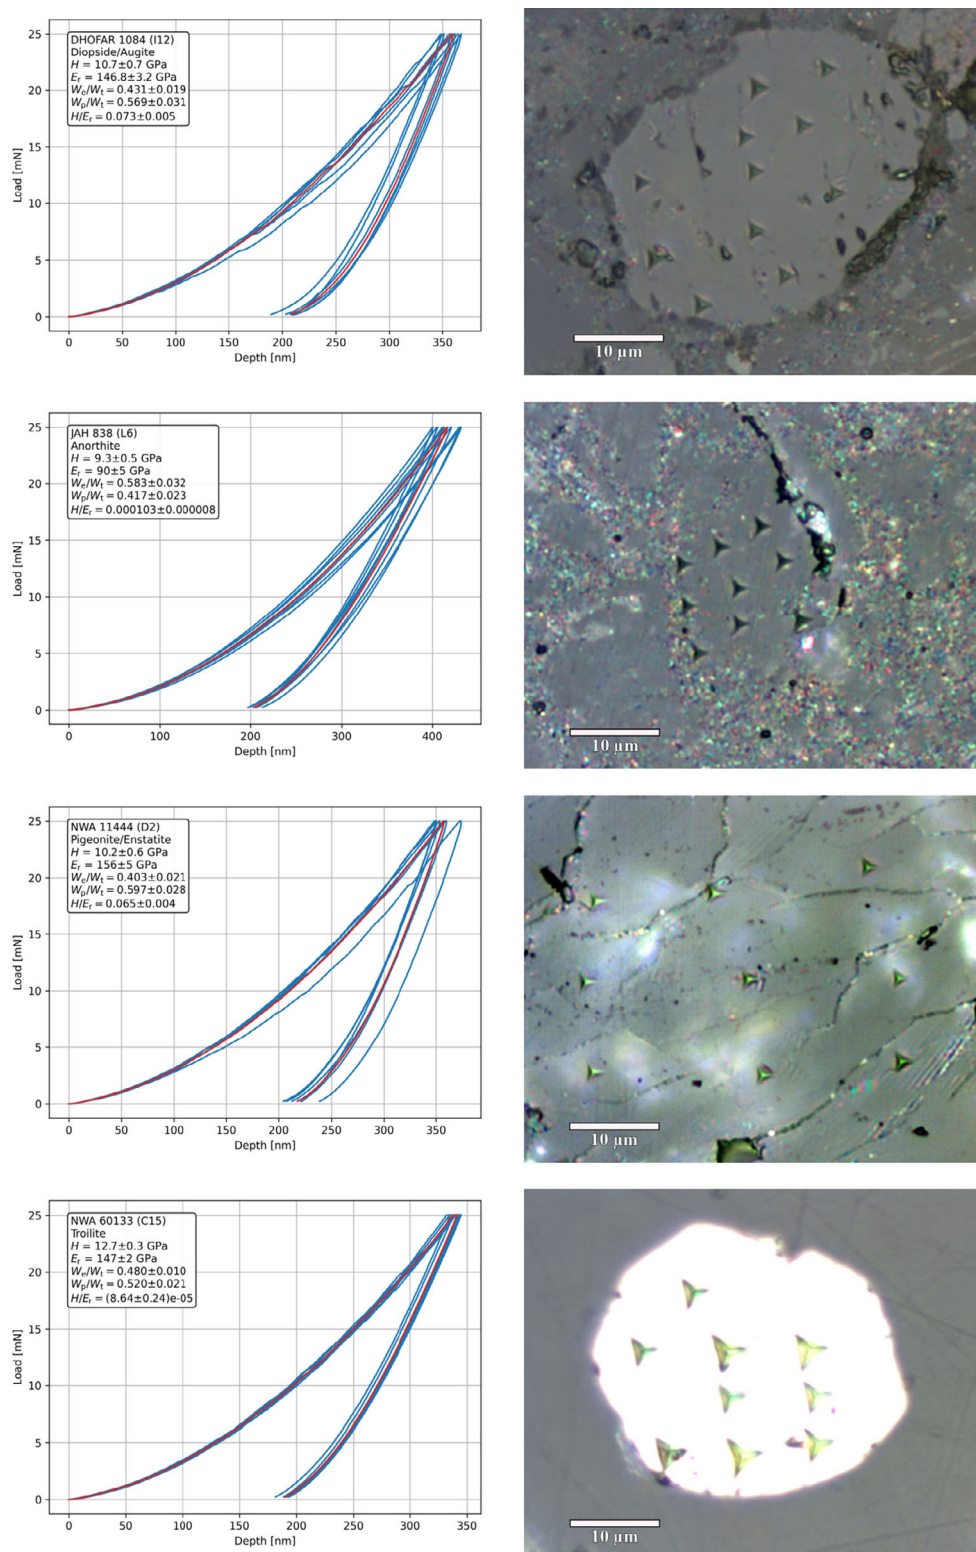 DHOFAR 1084 (I12)
Diopside/Augite
H = 10.7±0.7 GPa
Er = 146.8±3.2 GPa
We/Wt = 0.431±0.019
Wp/Wt = 0.569±0.031
H/Er = 0.073±0.005
25
20
15
10
5
0
Load [mN]
0 50 100 150 200 250 300 350
Depth [nm]
10 µm
JAH 838 (L6)
Anorthite
H = 9.3±0.5 GPa
Er = 90±5 GPa
We/Wt = 0.583±0.032
Wp/Wt = 0.417±0.023
H/Er = 0.000103±0.000008
25
20
15
10
5
0
Load [mN]
0 100 200 300 400
Depth [nm]
10 µm
NWA 11444 (D2)
Pigeonite/Enstatite
H = 10.2±0.6 GPa
Er = 156±5 GPa
We/Wt = 0.403±0.021
Wp/Wt = 0.597±0.028
H/Er = 0.065±0.004
25
20
15
10
5
0
Load [mN]
0 50 100 150 200 250 300 350
Depth [nm]
10 µm
NWA 60133 (C15)
Troilite
H = 12.7±0.3 GPa
Er = 147±2 GPa
We/Wt = 0.480±0.010
Wp/Wt = 0.520±0.021
H/Er = (8.64±0.24)e-05
25
20
15
10
5
0
Load [mN]
0 50 100 150 200 250 300 350
Depth [nm]
10 µm